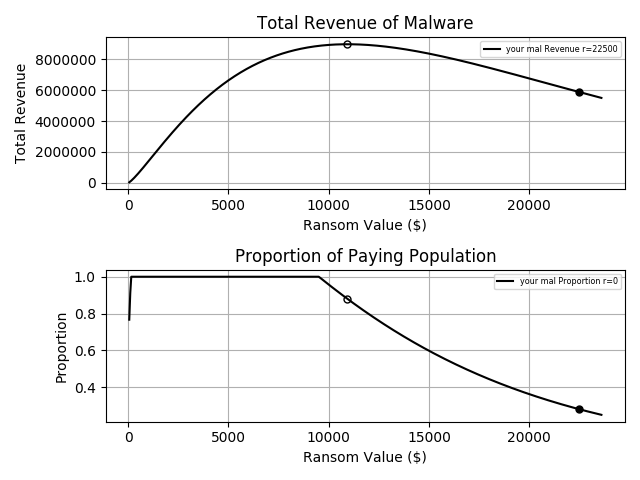 Total Revenue of Malware
your mal Revenue r=22500
Total Revenue
8000000
6000000
4000000
2000000
0
0 5000 10000 15000 20000
Ransom Value ($)
Proportion of Paying Population
your mal Proportion r=0
Proportion
1.0
0.8
0.6
0.4
0 5000 10000 15000 20000
Ransom Value ($)